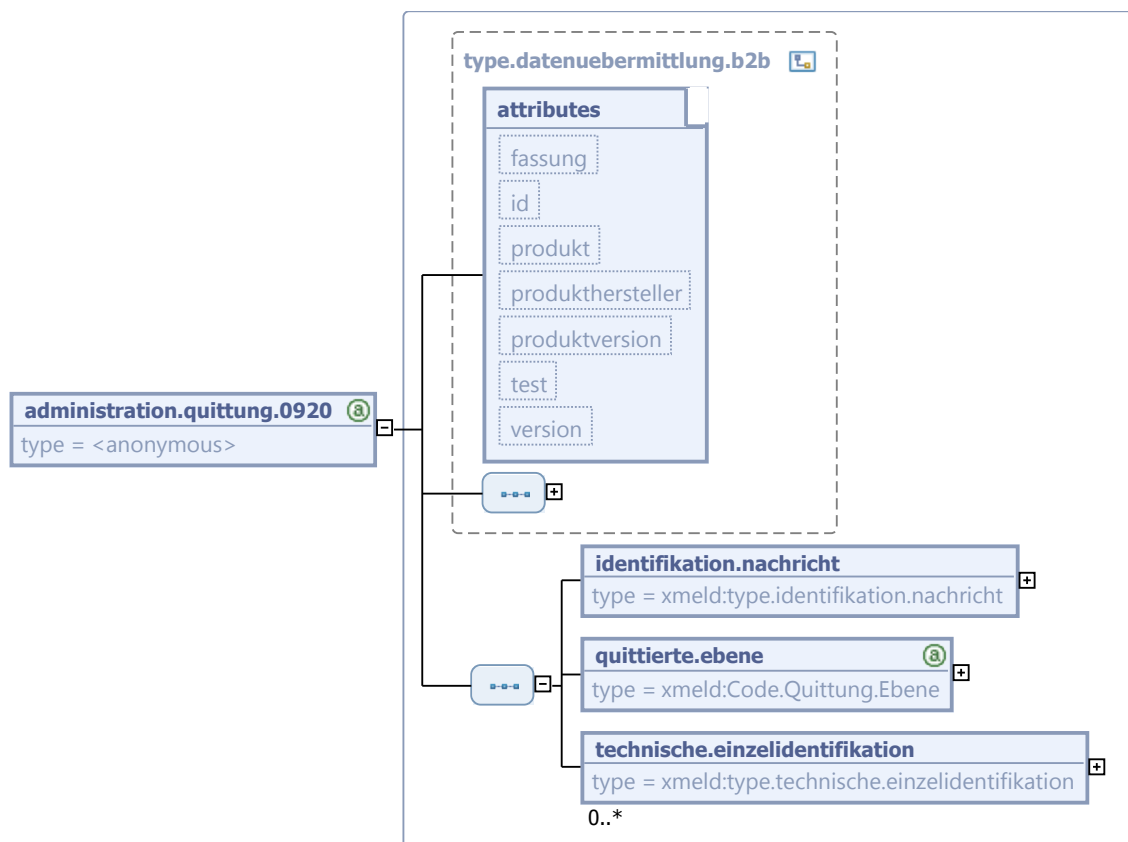 type.datenuebermittlung.b2b
attributes
fassung
id
produkt
produkthersteller
produktversion
test
version
administration.quittung.0920
type = <anonymous>
identifikation.nachricht
type = xmeld:type.identifikation.nachricht
quittierte.ebene
type = xmeld:Code.Quittung.Ebene
technische.einzelidentifikation
type = xmeld:type.technische.einzelidentifikation
0..*